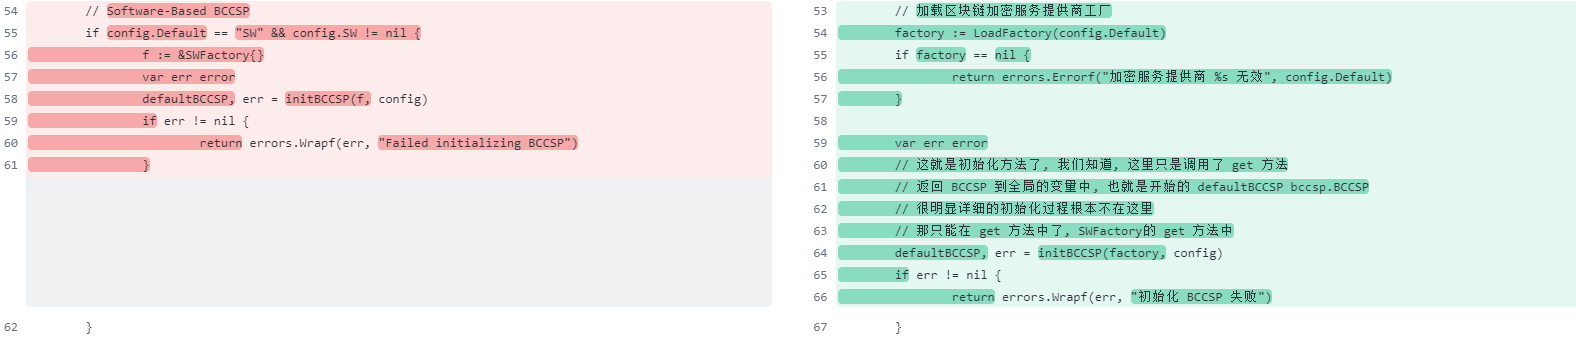 54 // Software-Based BCCSP
55 if config.Default == "SW" && config.SW != nil {
56 f := &SWFactory{}
57 var err error
58 defaultBCCSP, err = initBCCSP(f, config)
59 if err != nil {
60 return errors.Wrapf(err, "Failed initializing BCCSP")
61 }
62 }
53 // 加载区块链加密服务提供商工厂
54 factory := LoadFactory(config.Default)
55 if factory == nil {
56 return errors.Errorf("加密服务提供商 %s 无效", config.Default)
57 }
58
59 var err error
60 // 这就是初始化方法了, 我们知道, 这里只是调用了 get 方法
61 // 返回 BCCSP 到全局的变量中, 也就是开始的 defaultBCCSP bccsp.BCCSP
62 // 很明显详细的初始化过程根本不在这里
63 // 那只能在 get 方法中了, SWFactory的 get 方法中
64 defaultBCCSP, err = initBCCSP(factory, config)
65 if err != nil {
66 return errors.Wrapf(err, "初始化 BCCSP 失败")
67 }